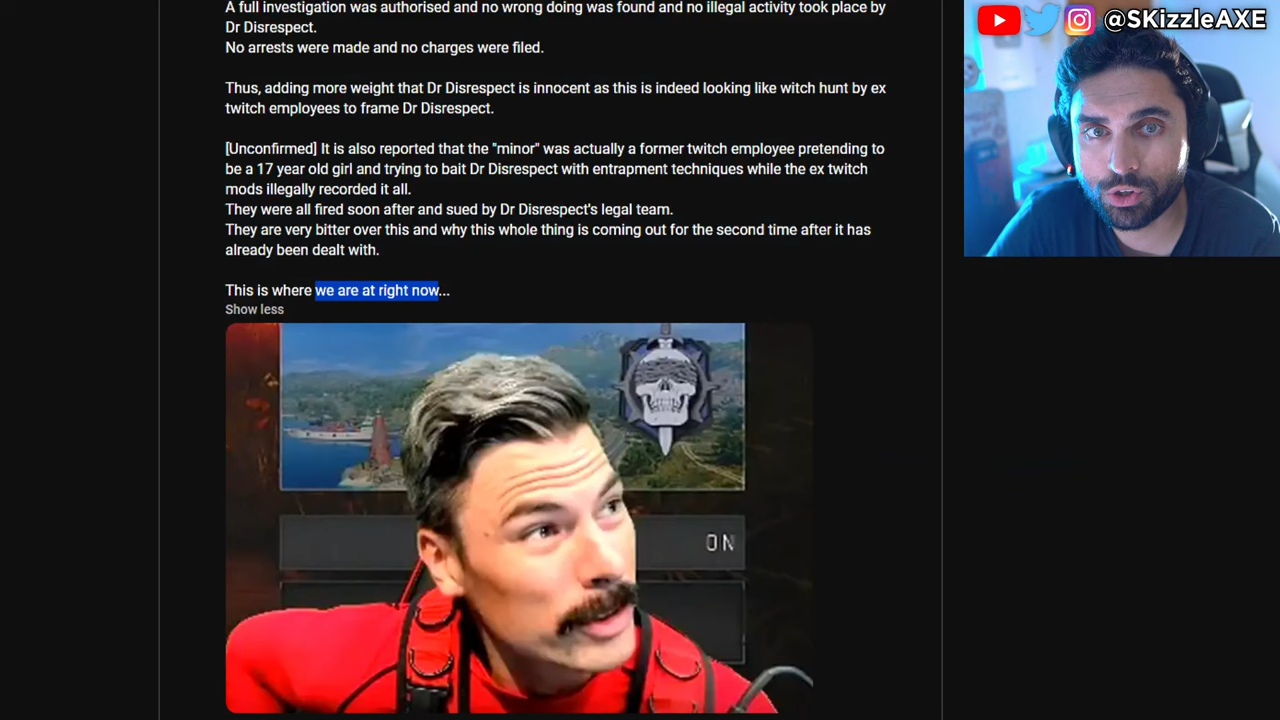 A full investigation was authorised and no wrong doing was found and no illegal activity took place by
Dr Disrespect.
No arrests were made and no charges were filed.
Thus, adding more weight that Dr Disrespect is innocent as this is indeed looking like witch hunt by ex
twitch employees to frame Dr Disrespect.
[Unconfirmed] It is also reported that the "minor" was actually a former twitch employee pretending to
be a 17 year old girl and trying to bait Dr Disrespect with entrapment techniques while the ex twitch
mods illegally recorded it all.
They were all fired soon after and sued by Dr Disrespect's legal team.
They are very bitter over this and why this whole thing is coming out for the second time after it has
already been dealt with.
This is where we are at right now...
Show less
ON
@SKizzleAXE